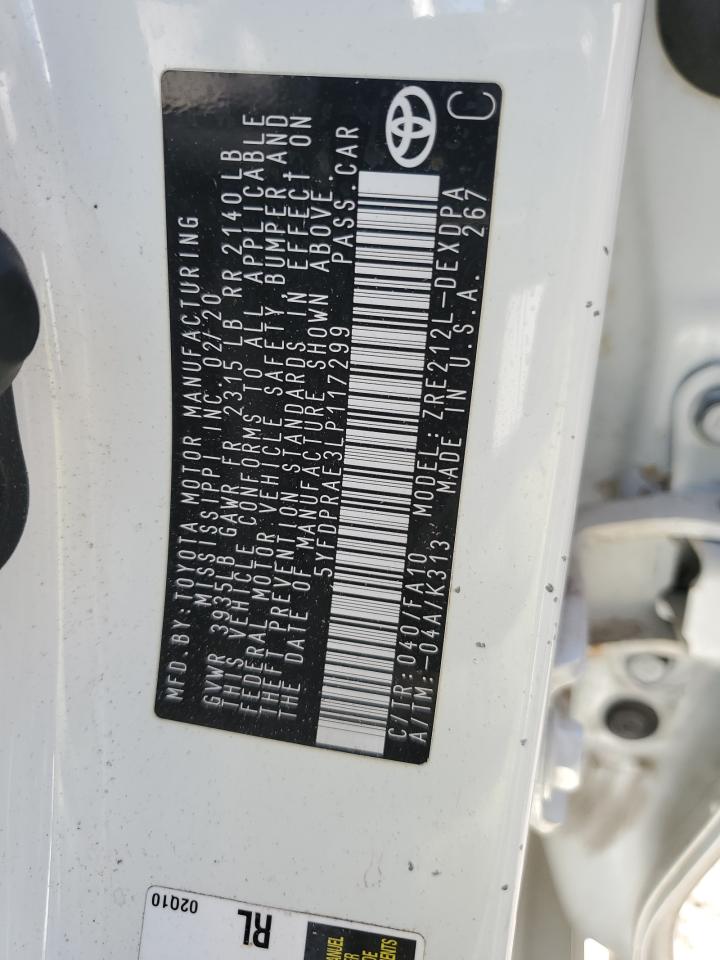 MFD.BY:TOYOTA MOTOR MANUFACTURING
MISSISSIPPI INC. 02/20
GVWR 3935LB GAWR FR 2315 LB RR 2140 LB
THIS VEHICLE CONFORMS TO ALL APPLICABLE
FEDERAL MOTOR VEHICLE SAFETY, BUMPER, AND
THEFT PREVENTION STANDARDS IN EFFECT ON
THE DATE OF MANUFACTURE SHOWN ABOVE.
5YFDPRAE3LP117299 PASS.CAR
C/TR:040/FA10 MODEL:ZRE212L-DEXDPA
A/TM:-04A/K313 MADE IN U.S.A. 267
C
02Q10
RL